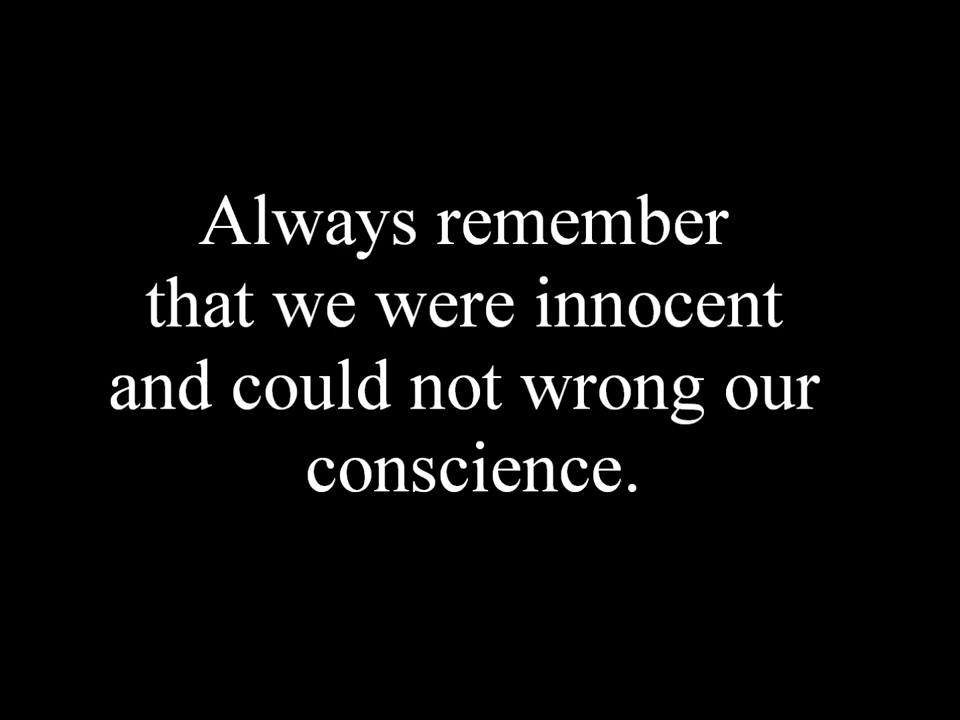 Always remember
that we were innocent
and could not wrong our
conscience.